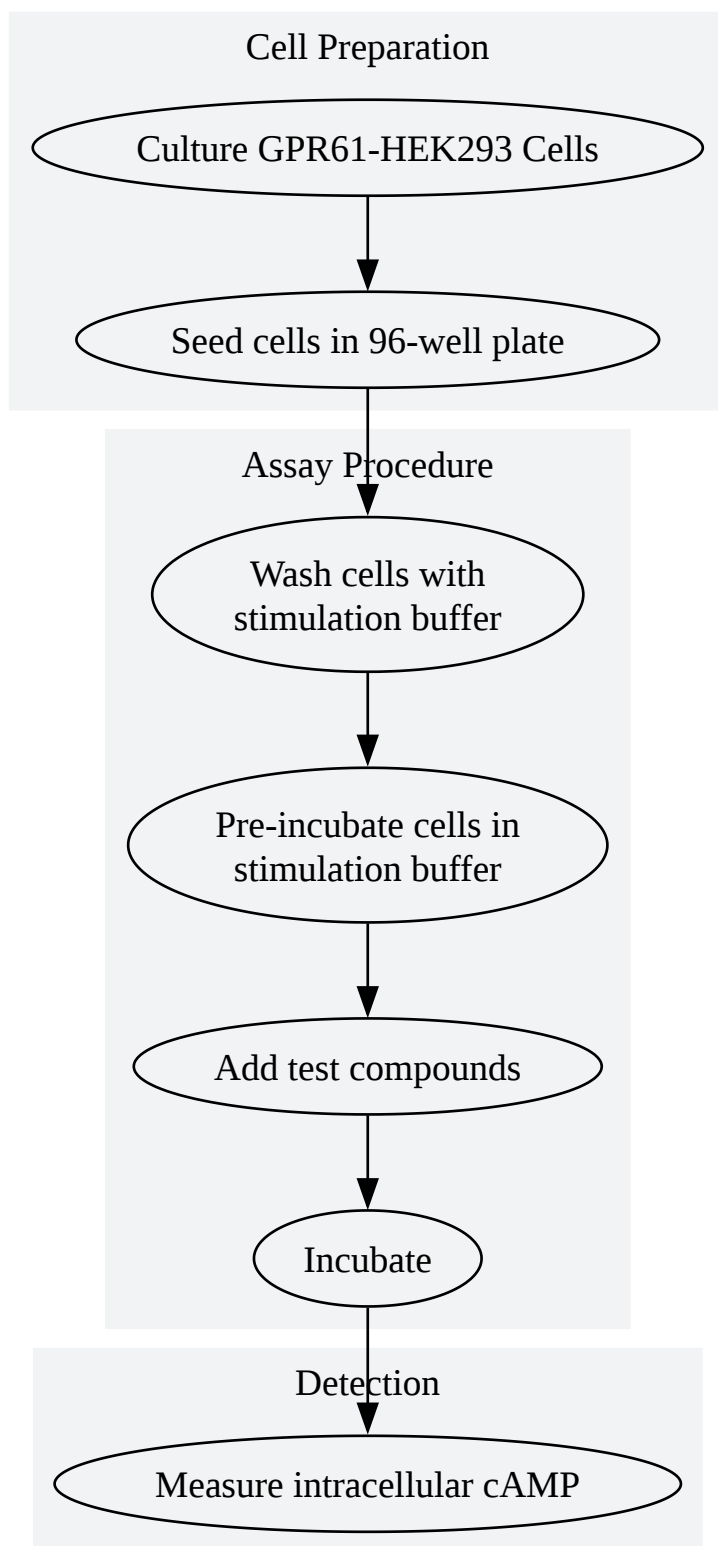 Cell Preparation
Culture GPR61-HEK293 Cells
Seed cells in 96-well plate
Assay Procedure
Wash cells with
stimulation buffer
Pre-incubate cells in
stimulation buffer
Add test compounds
Incubate
Detection
Measure intracellular cAMP